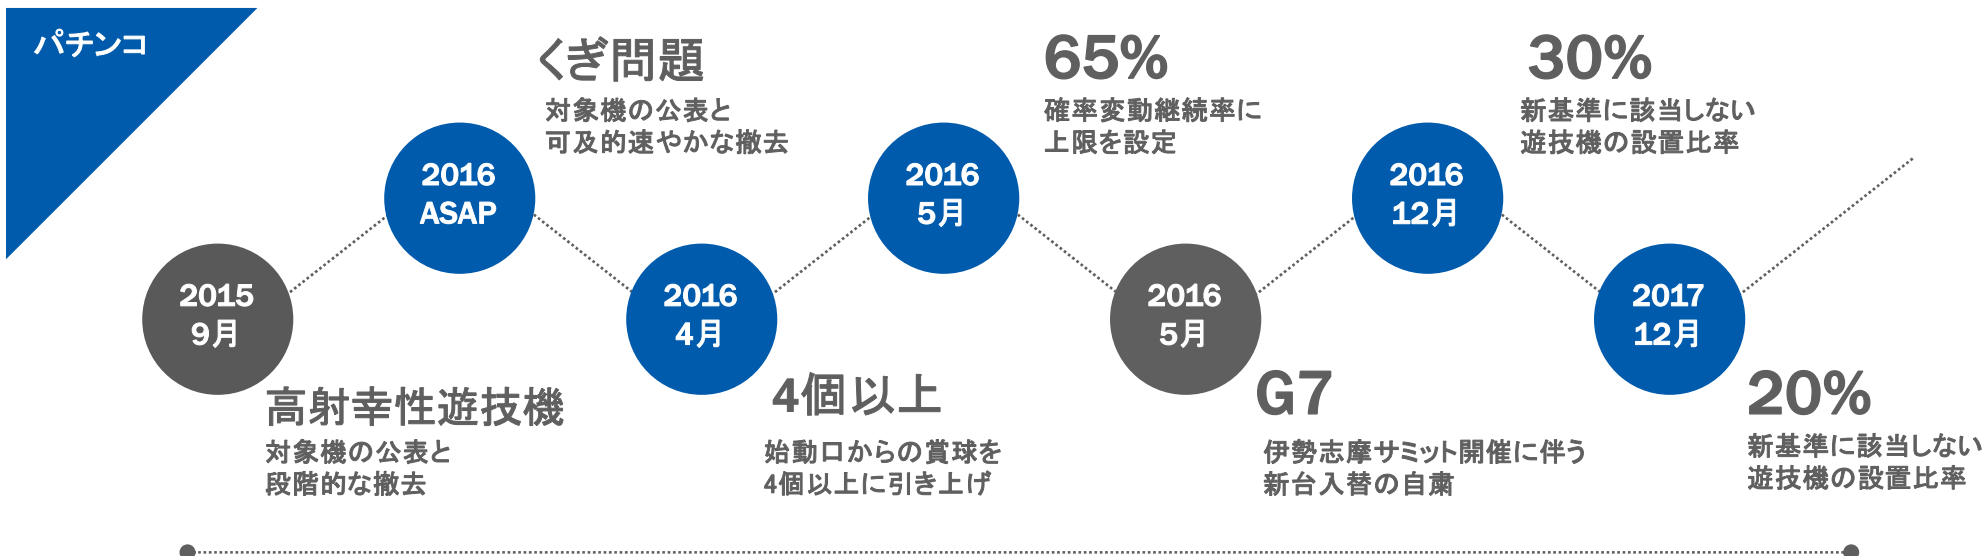 パチンコ
2015
9月
高射幸性遊技機
対象機の公表と
段階的な撤去
2016
ASAP
くぎ問題
対象機の公表と
可及的速やかな撤去
2016
4月
4個以上
始動口からの賞球を
4個以上に引き上げ
2016
5月
65%
確率変動継続率に
上限を設定
2016
5月
G7
伊勢志摩サミット開催に伴う
新台入替の自粛
2016
12月
30%
新基準に該当しない
遊技機の設置比率
2017
12月
20%
新基準に該当しない
遊技機の設置比率